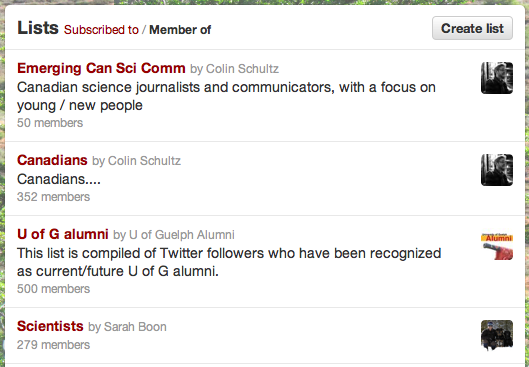 Lists Subscribed to / Member of
Create list
Emerging Can Sci Comm by Colin Schultz
Canadian science journalists and communicators, with a focus on
young / new people
50 members
Canadians by Colin Schultz
Canadians....
352 members
U of G alumni by U of Guelph Alumni
This list is compiled of Twitter followers who have been recognized
as current/future U of G alumni.
500 members
Alumni
Scientists by Sarah Boon
279 members